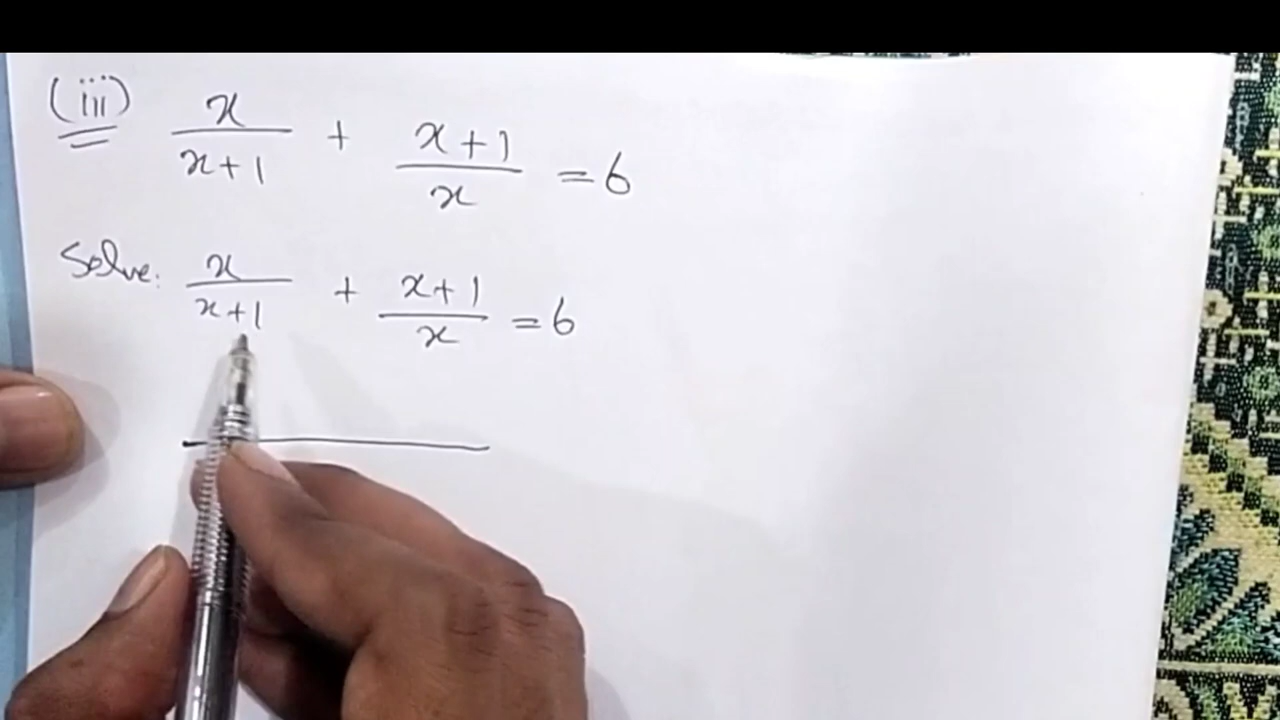 (iii) x/(x+1) + (x+1)/x = 6
Solve: x/(x+1) + (x+1)/x = 6